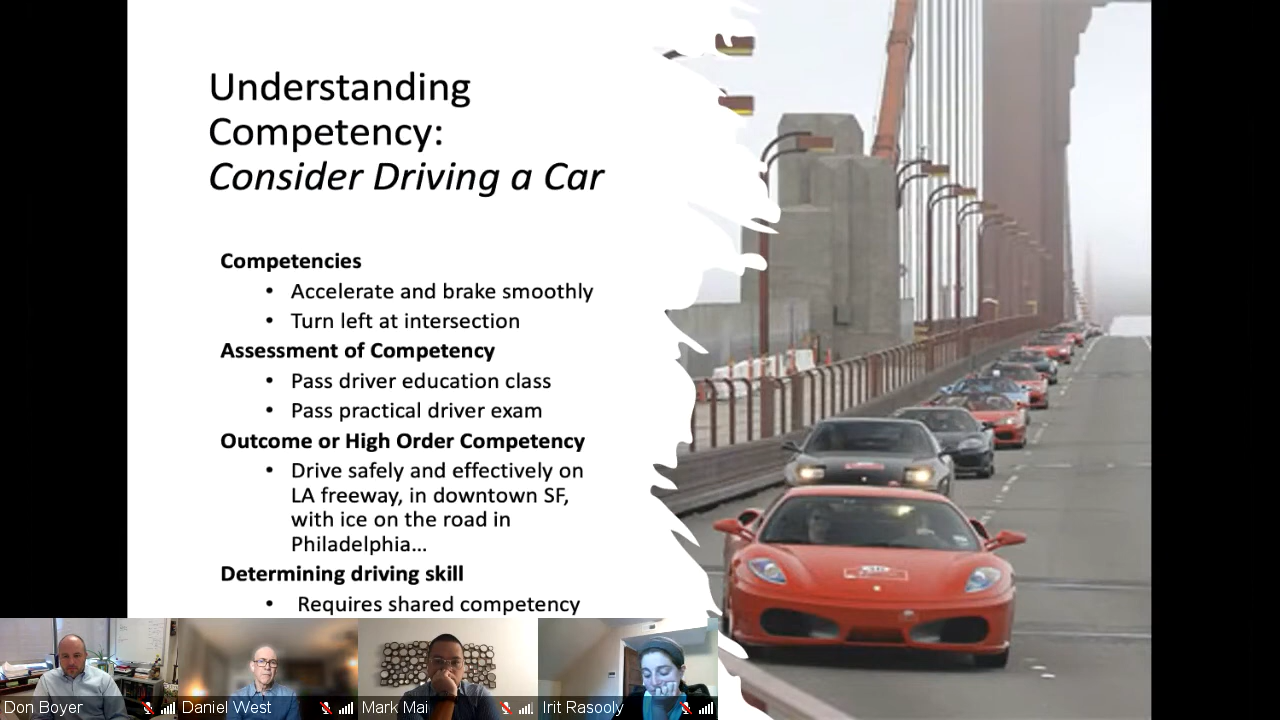 Understanding
Competency:
Consider Driving a Car
Competencies
• Accelerate and brake smoothly
• Turn left at intersection
Assessment of Competency
• Pass driver education class
• Pass practical driver exam
Outcome or High Order Competency
• Drive safely and effectively on
LA freeway, in downtown SF,
with ice on the road in
Philadelphia...
Determining driving skill
• Requires shared competency
Don Boyer
Daniel West
Mark Mai
Irit Rasooly